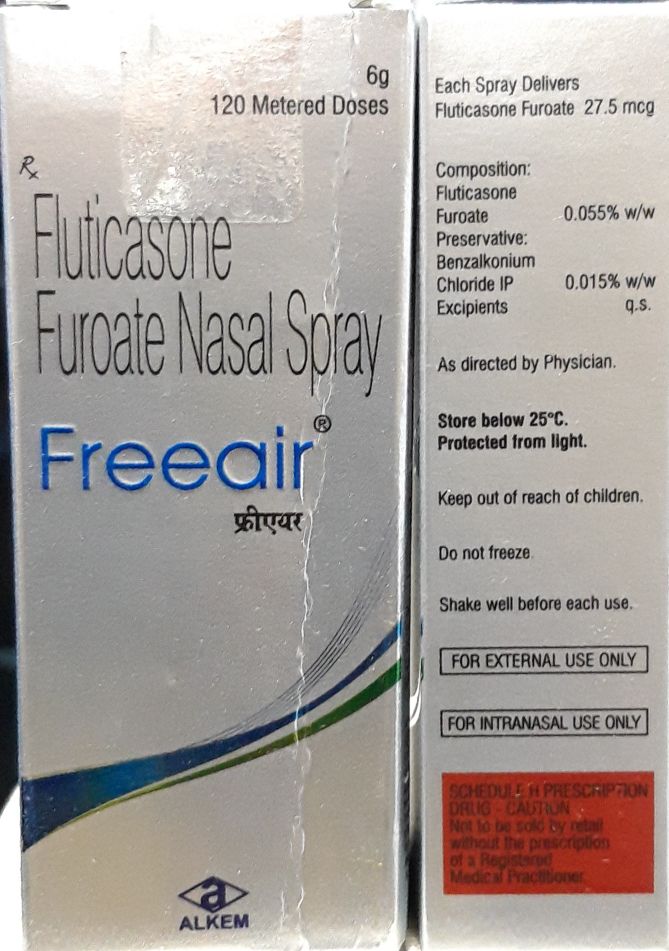 6g
120 Metered Doses
Rx
Fluticasone
Furoate Nasal Spray
Freeair®
फ्रीएयर
a
ALKEM
Each Spray Delivers
Fluticasone Furoate 27.5 mcg
Composition:
Fluticasone
Furoate 0.055% w/w
Preservative:
Benzalkonium
Chloride IP 0.015% w/w
Excipients q.s.
As directed by Physician.
Store below 25°C.
Protected from light.
Keep out of reach of children.
Do not freeze.
Shake well before each use.
FOR EXTERNAL USE ONLY
FOR INTRANASAL USE ONLY
SCHEDULE H PRESCRIPTION
DRUG - CAUTION
Not to be sold by retail
without the prescription
of a Registered
Medical Practitioner.